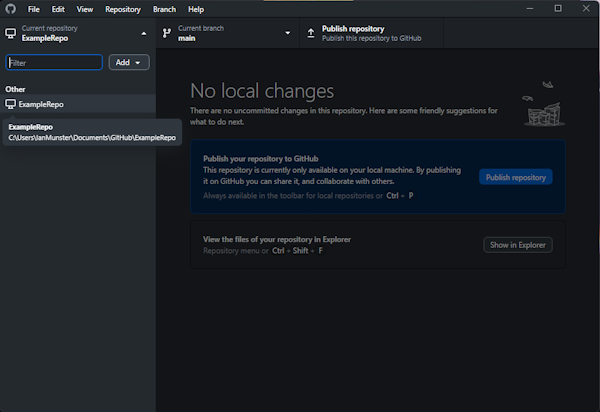 File Edit View Repository Branch Help
Current repository
ExampleRepo
Current branch
main
Publish repository
Publish this repository to GitHub
Filter
Add
Other
ExampleRepo
ExampleRepo
C:\Users\IanMunster\Documents\GitHub\ExampleRepo
No local changes
There are no uncommitted changes in this repository. Here are some friendly suggestions for
what to do next.
Publish your repository to GitHub
This repository is currently only available on your local machine. By publishing
it on GitHub you can share it, and collaborate with others.
Always available in the toolbar for local repositories or Ctrl + P
Publish repository
View the files of your repository in Explorer
Repository menu or Ctrl + Shift + F
Show in Explorer